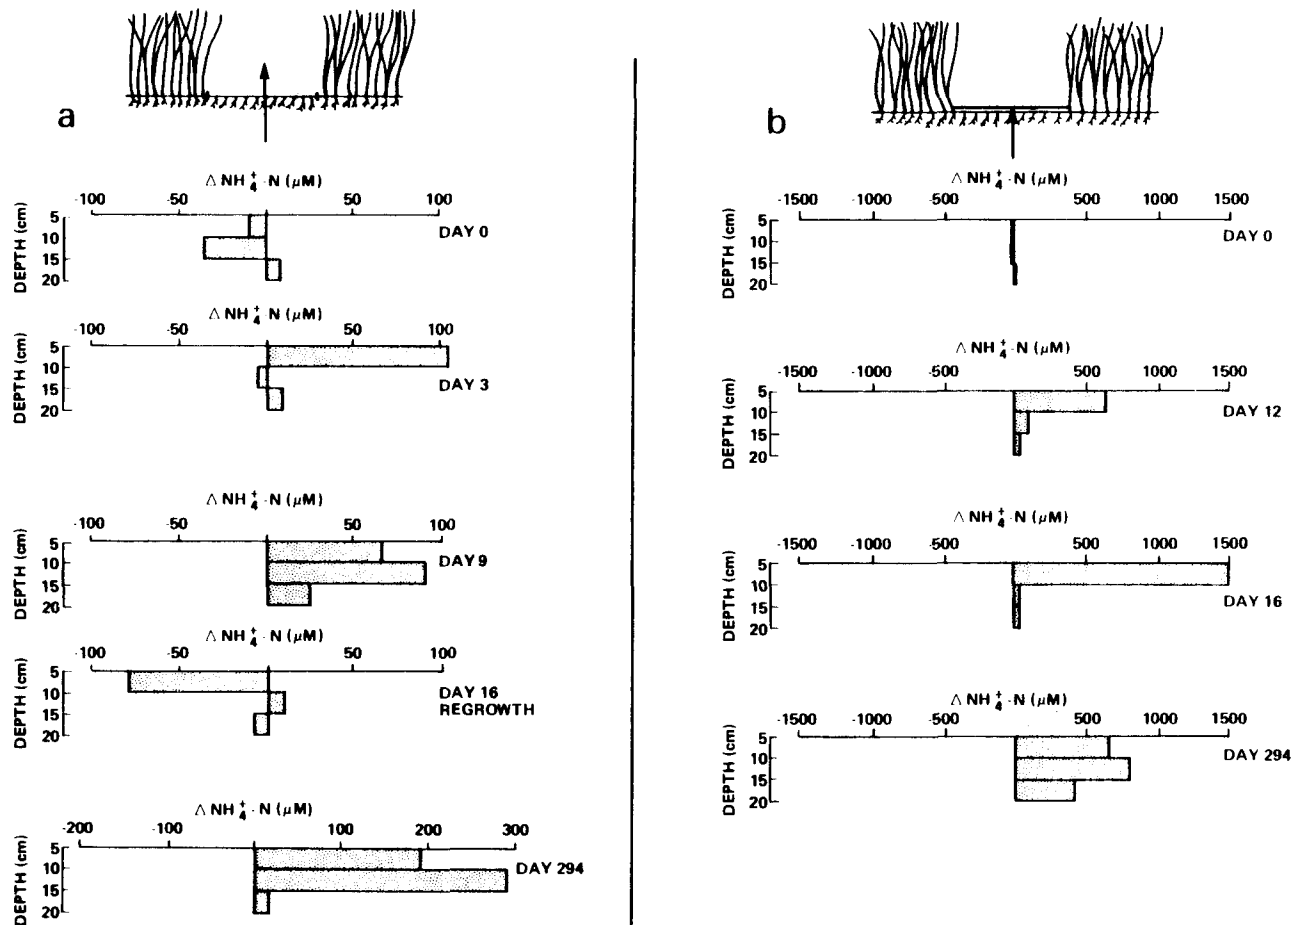 a
Δ NH₄⁺-N (μM)
-100 -50 50 100
DEPTH (cm)
5
10
15
20
DAY 0
Δ NH₄⁺-N (μM)
-100 -50 50 100
DEPTH (cm)
5
10
15
20
DAY 3
Δ NH₄⁺-N (μM)
-100 -50 50 100
DEPTH (cm)
5
10
15
20
DAY 9
Δ NH₄⁺-N (μM)
-100 -50 50 100
DEPTH (cm)
5
10
15
20
DAY 16
REGROWTH
Δ NH₄⁺-N (μM)
-200 -100 100 200 300
DEPTH (cm)
5
10
15
20
DAY 294
b
Δ NH₄⁺-N (μM)
-1500 -1000 -500 500 1000 1500
DEPTH (cm)
5
10
15
20
DAY 0
Δ NH₄⁺-N (μM)
-1500 -1000 -500 500 1000 1500
DEPTH (cm)
5
10
15
20
DAY 12
Δ NH₄⁺-N (μM)
-1500 -1000 -500 500 1000 1500
DEPTH (cm)
5
10
15
20
DAY 16
Δ NH₄⁺-N (μM)
-1500 -1000 -500 500 1000 1500
DEPTH (cm)
5
10
15
20
DAY 294